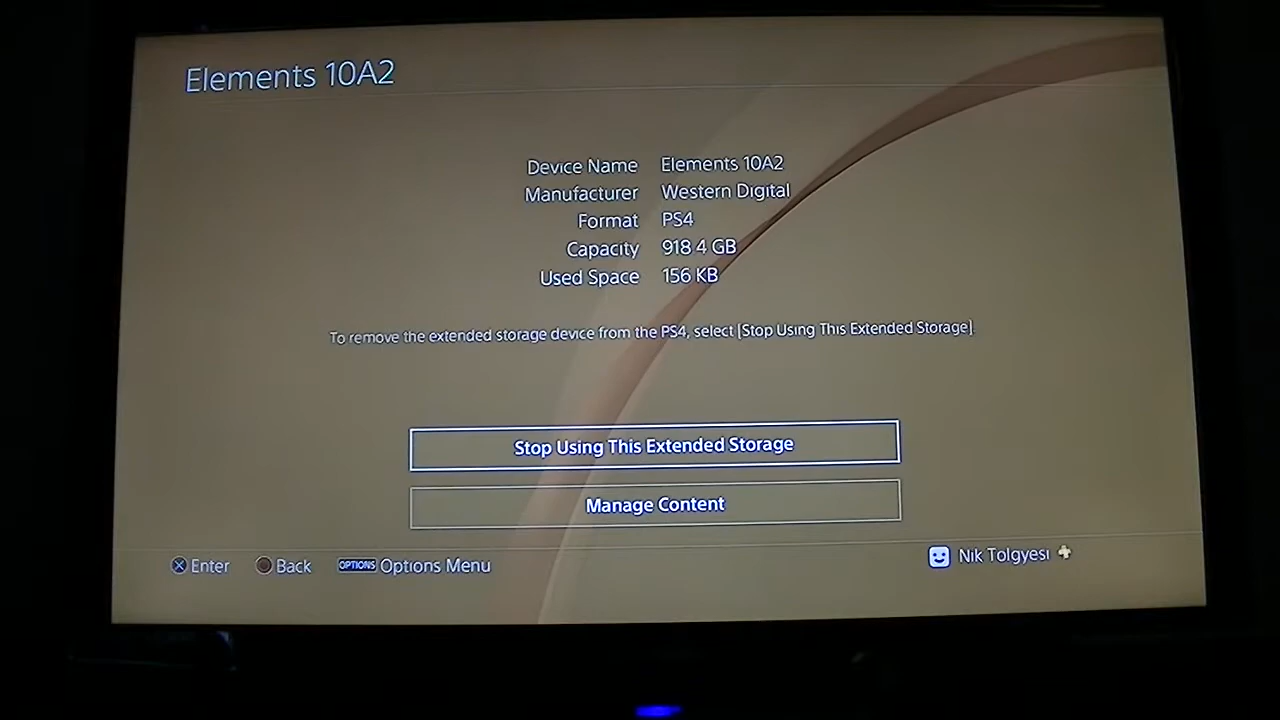 Elements 10A2
Device Name Elements 10A2
Manufacturer Western Digital
Format PS4
Capacity 918.4 GB
Used Space 156 KB
To remove the extended storage device from the PS4, select [Stop Using This Extended Storage].
Stop Using This Extended Storage
Manage Content
Enter Back OPTIONS Options Menu Nik Tolgyesi